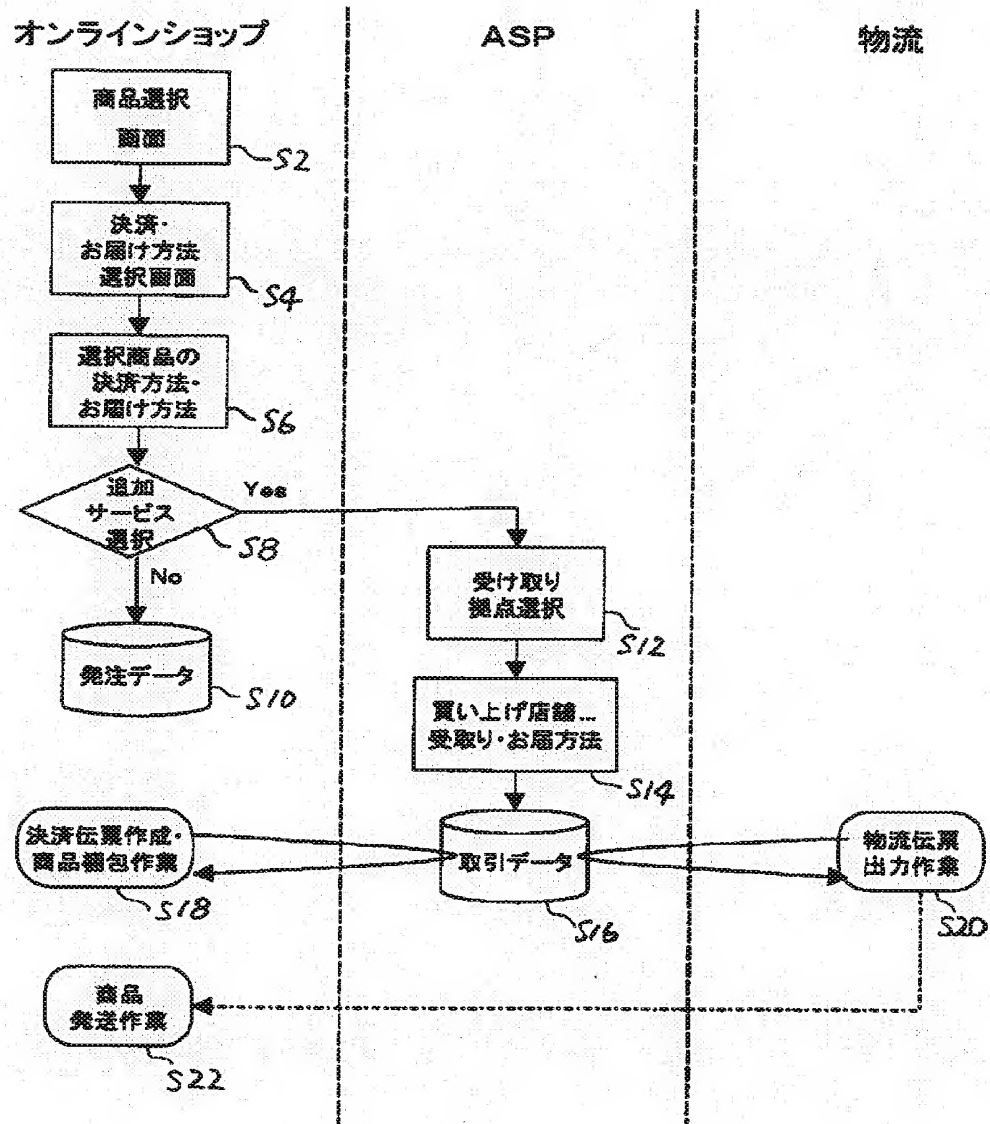 オンラインショップ
ASP
物流
商品選択
画面
S2
決済・
お届け方法
選択画面
S4
選択商品の
決済方法・
お届け方法
S6
追加
サービス
選択
S8
Yes
No
発注データ
S10
受け取り
拠点選択
S12
買い上げ店舗...
受取り・お届方法
S14
決済伝票作成・
商品梱包作業
S18
取引データ
S16
物流伝票
出力作業
S20
商品
発送作業
S22